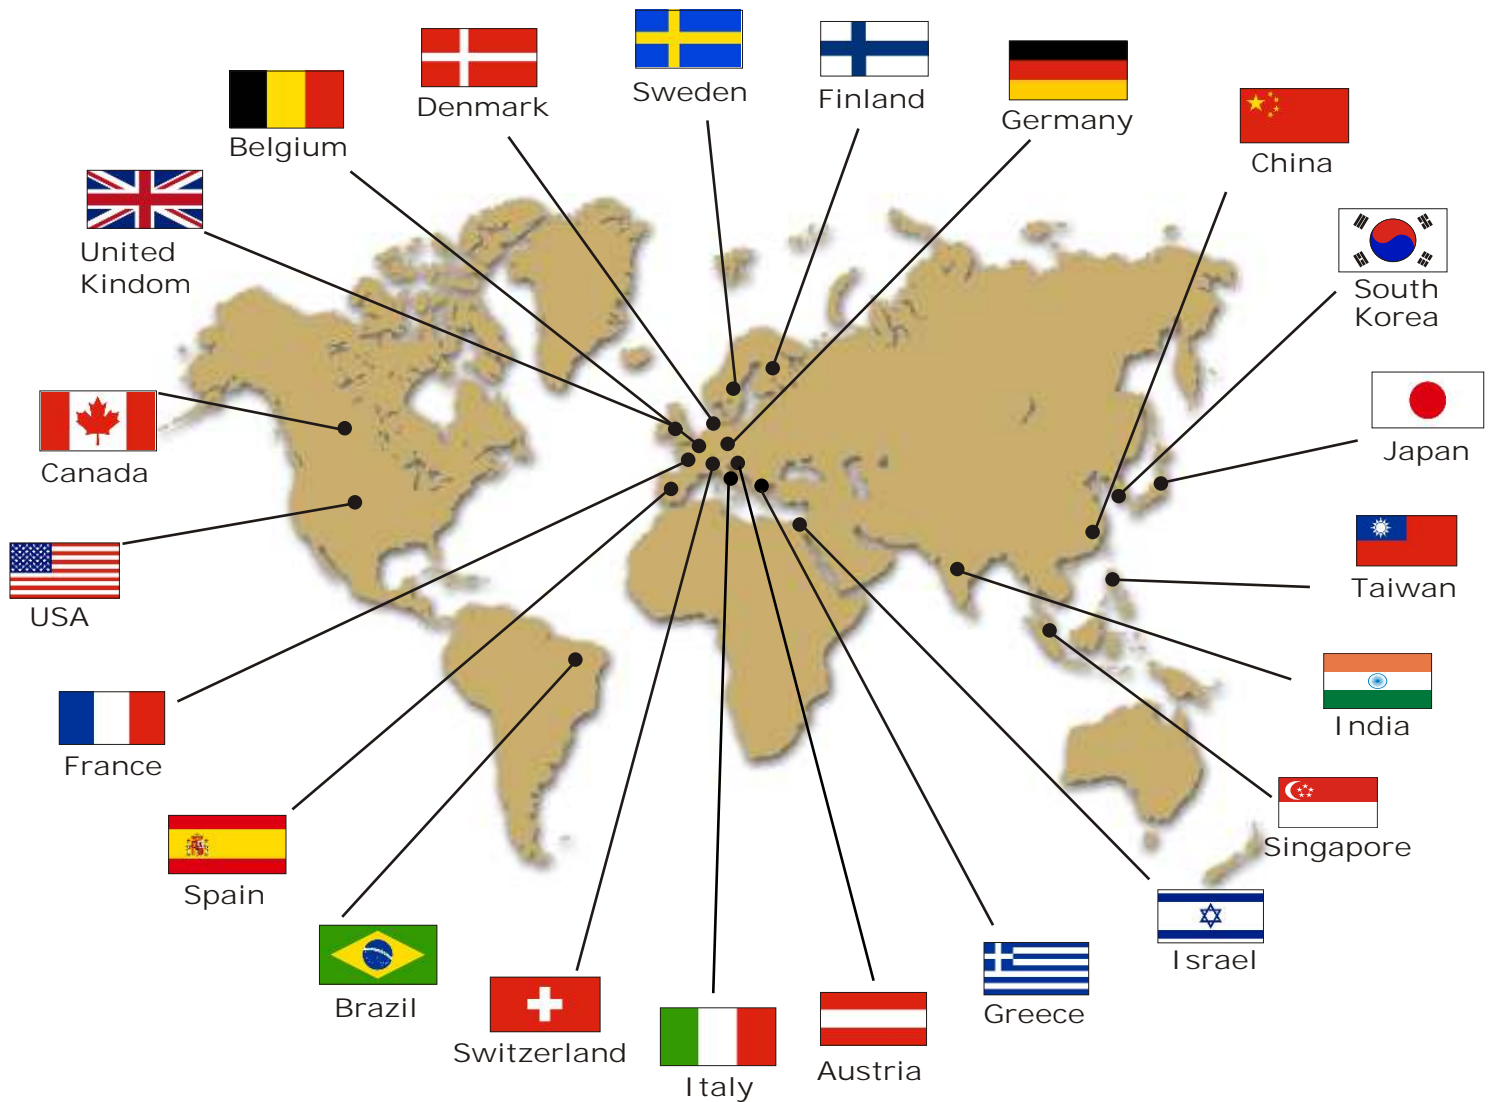 Sweden
Finland
Denmark
Germany
Belgium
China
United
Kindom
South
Korea
Japan
Canada
Taiwan
USA
India
France
Singapore
Spain
Israel
Brazil
Greece
Switzerland
Austria
Italy